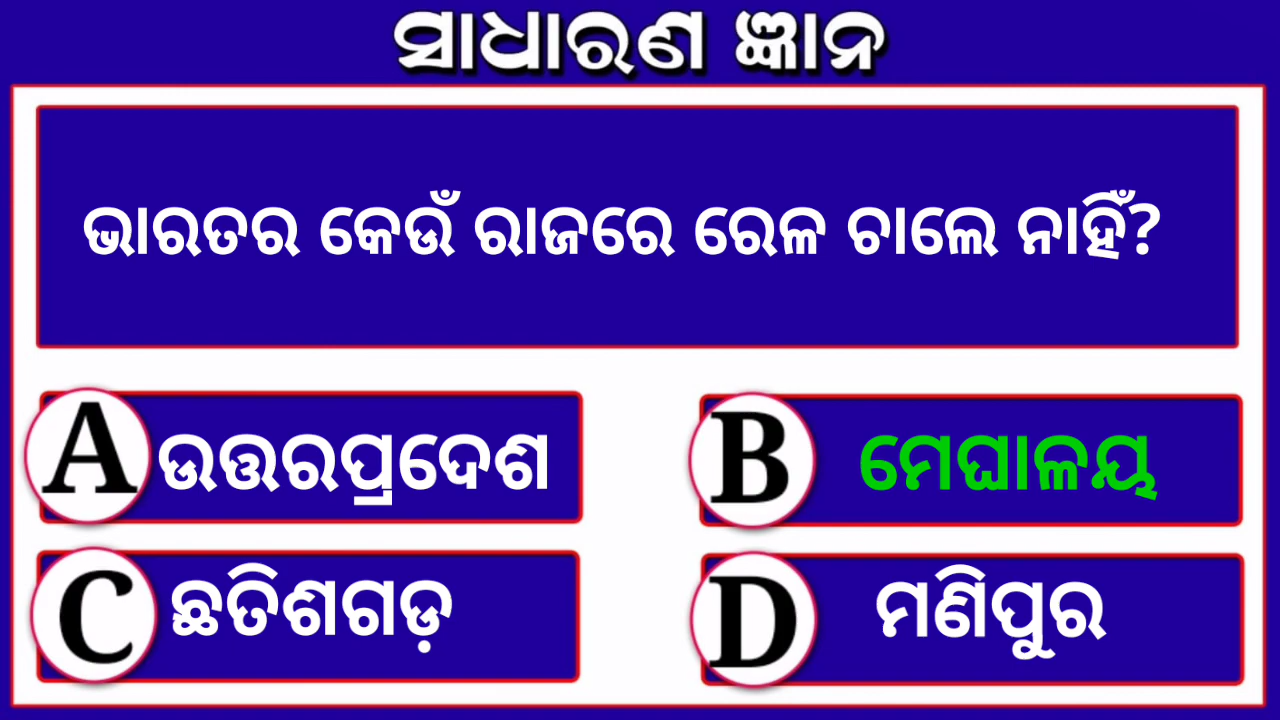 ସାଧାରଣ ଜ୍ଞାନ
ଭାରତର କେଉଁ ରାଜରେ ରେଳ ଚାଲେ ନାହିଁ?
A ଉତ୍ତରପ୍ରଦେଶ
B ମେଘାଳୟ
C ଛତିଶଗଡ଼
D ମଣିପୁର